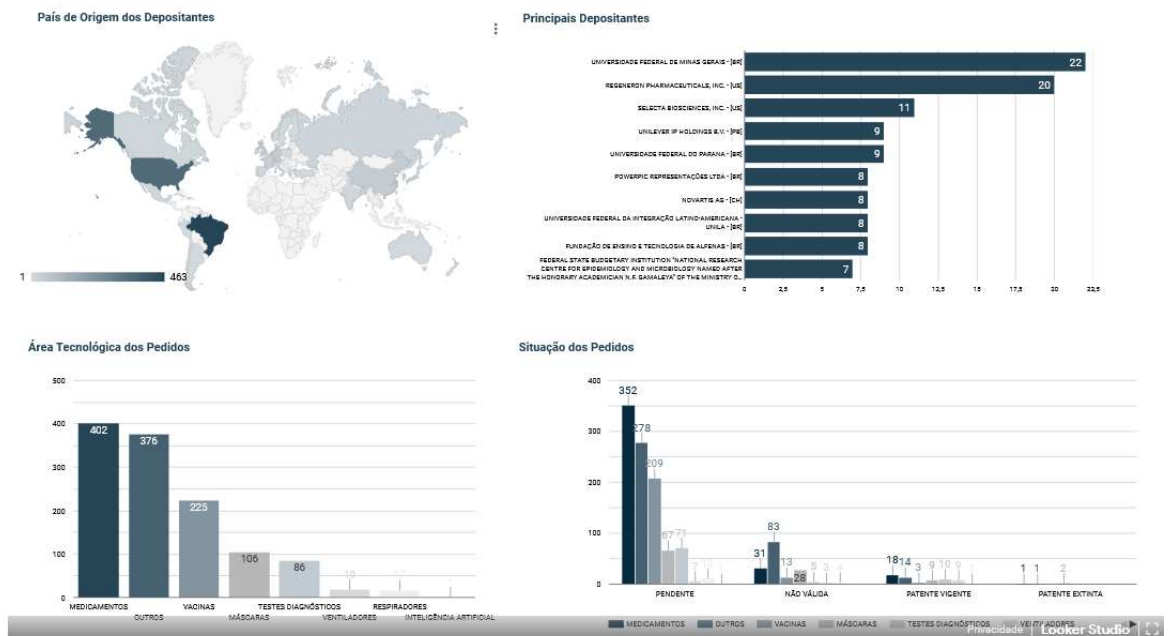 País de Origem dos Depositantes
1
463
Principais Depositantes
UNIVERSIDADE FEDERAL DE MINAS GERAIS - [BR]
22
REGENERON PHARMACEUTICALS, INC. - [US]
20
SELECTA BIOSCIENCES, INC. - [US]
11
UNILEVER IP HOLDINGS B.V. - [PB]
9
UNIVERSIDADE FEDERAL DO PARANA - [BR]
9
POWERPIC REPRESENTAÇÕES LTDA - [BR]
8
NOVARTIS AG - [CH]
8
UNIVERSIDADE FEDERAL DA INTEGRAÇÃO LATINO-AMERICANA -
UNILA - [BR]
8
FUNDAÇÃO DE ENSINO E TECNOLOGIA DE ALFENAS - [BR]
8
FEDERAL STATE BUDGETARY INSTITUTION "NATIONAL RESEARCH
CENTRE FOR EPIDEMIOLOGY AND MICROBIOLOGY NAMED AFTER
THE HONORARY ACADEMICIAN N.F. GAMALEYA" OF THE MINISTRY O...
7
0 2,5 5 7,5 10 12,5 15 17,5 20 22,5
Área Tecnológica dos Pedidos
500
400
300
200
100
0
402
376
225
106
86
MEDICAMENTOS VACINAS TESTES DIAGNÓSTICOS RESPIRADORES
OUTROS MÁSCARAS VENTILADORES INTELIGÊNCIA ARTIFICIAL
Situação dos Pedidos
400
300
200
100
0
352
278
209
67 71
31 83 13 28 5 3 4
18 14 3 9 10 9
1 1 2
PENDENTE NÃO VÁLIDA PATENTE VIGENTE PATENTE EXTINTA
MEDICAMENTOS OUTROS VACINAS MÁSCARAS TESTES DIAGNÓSTICOS VENTILADORES
Privacidade Looker Studio